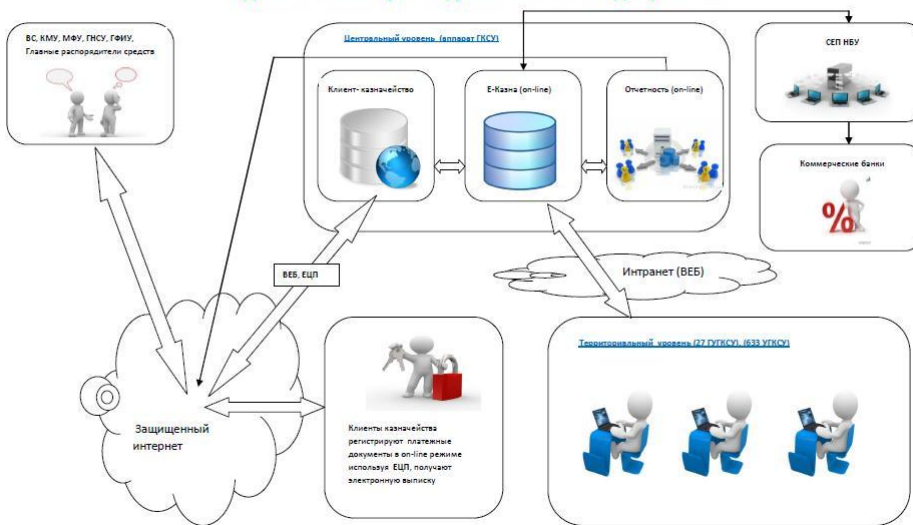 ВС, КМУ, МФУ, ГНСУ, ГФИУ,
Главные распорядители средств
Центральный уровень (аппарат ГКСУ)
Клиент- казначейство
Е-Казна (on-line)
Отчетность (on-line)
СЕП НБУ
Коммерческие банки
ВЕБ, ЕЦП
Интранет (ВЕБ)
Территориальный уровень (27 ГУГКСУ), (633 УГКСУ)
Защищенный
интернет
Клиенты казначейства
регистрируют платежные
документы в on-line режиме
используя ЕЦП, получают
электронную выписку